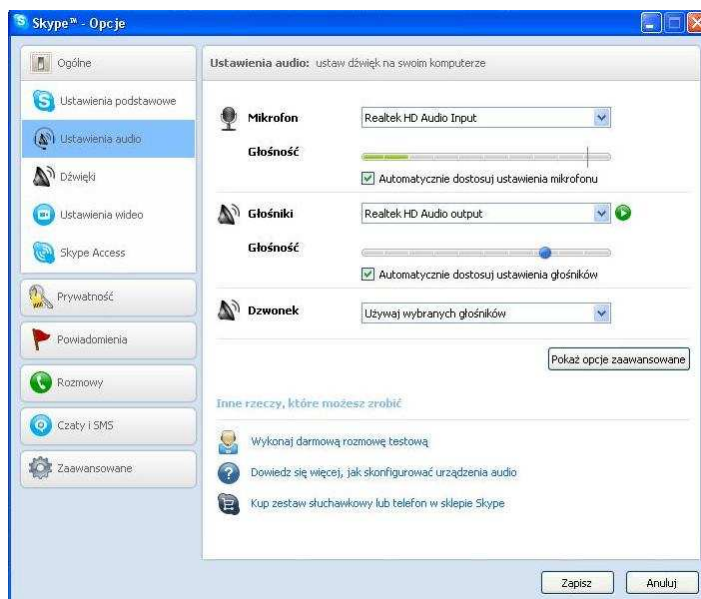 Skype™ - Opcje
Ogólne
Ustawienia podstawowe
Ustawienia audio
Dźwięki
Ustawienia wideo
Skype Access
Prywatność
Powiadomienia
Rozmowy
Czaty i SMS
Zaawansowane
Ustawienia audio: ustaw dźwięk na swoim komputerze
Mikrofon Realtek HD Audio Input
Głośność
Automatycznie dostosuj ustawienia mikrofonu
Głośniki Realtek HD Audio output
Głośność
Automatycznie dostosuj ustawienia głośników
Dzwonek Używaj wybranych głośników
Pokaż opcje zaawansowane
Inne rzeczy, które możesz zrobić
Wykonaj darmową rozmowę testową
Dowiedz się więcej, jak skonfigurować urządzenia audio
Kup zestaw słuchawkowy lub telefon w sklepie Skype
Zapisz Anuluj